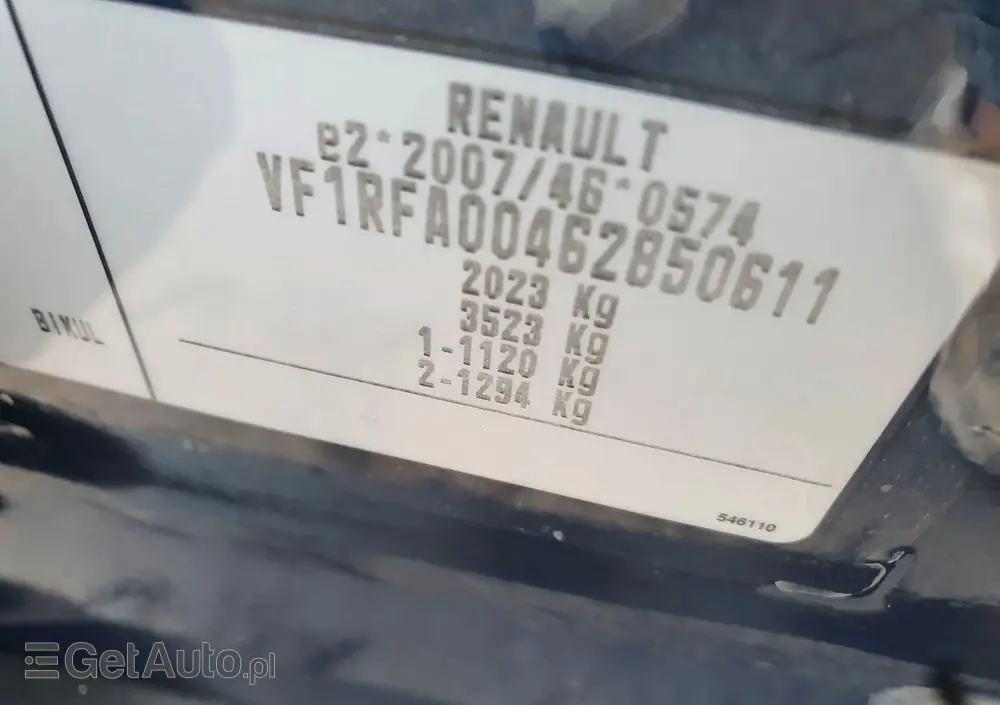 RENAULT
e2*2007/46*0574
VF1RFA00462850611
2023 Kg
3523 Kg
1-1120 Kg
2-1294 Kg
BIKUL
546110
GetAuto.pl